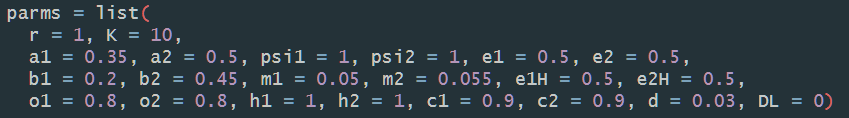 parms = list(
r = 1, K = 10,
a1 = 0.35, a2 = 0.5, psi1 = 1, psi2 = 1, e1 = 0.5, e2 = 0.5,
b1 = 0.2, b2 = 0.45, m1 = 0.05, m2 = 0.055, e1H = 0.5, e2H = 0.5,
o1 = 0.8, o2 = 0.8, h1 = 1, h2 = 1, c1 = 0.9, c2 = 0.9, d = 0.03, DL = 0)